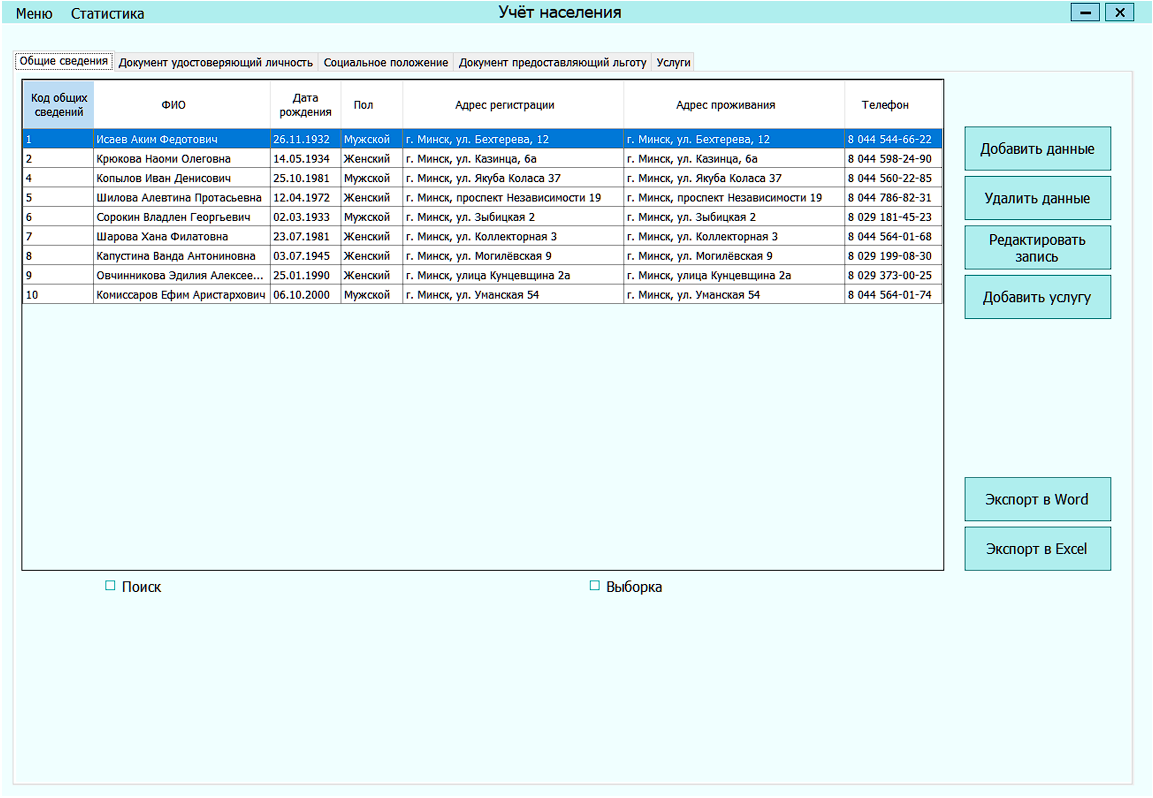 Меню Статистика Учёт населения
Общие сведения Документ удостоверяющий личность Социальное положение Документ предоставляющий льготу Услуги
Код общих сведений ФИО Дата рождения Пол Адрес регистрации Адрес проживания Телефон
1 Исаев Аким Федотович 26.11.1932 Мужской г. Минск, ул. Бехтерева, 12 г. Минск, ул. Бехтерева, 12 8 044 544-66-22
2 Крюкова Наоми Олеговна 14.05.1934 Женский г. Минск, ул. Казинца, 6а г. Минск, ул. Казинца, 6а 8 044 598-24-90
4 Копылов Иван Денисович 25.10.1981 Мужской г. Минск, ул. Якуба Коласа 37 г. Минск, ул. Якуба Коласа 37 8 044 560-22-85
5 Шилова Алевтина Протасьевна 12.04.1972 Женский г. Минск, проспект Независимости 19 г. Минск, проспект Независимости 19 8 044 786-82-31
6 Сорокин Владлен Георгьевич 02.03.1933 Мужской г. Минск, ул. Зыбицкая 2 г. Минск, ул. Зыбицкая 2 8 029 181-45-23
7 Шарова Хана Филатовна 23.07.1981 Женский г. Минск, ул. Коллекторная 3 г. Минск, ул. Коллекторная 3 8 044 564-01-68
8 Капустина Ванда Антониновна 03.07.1945 Женский г. Минск, ул. Могилёвская 9 г. Минск, ул. Могилёвская 9 8 029 199-08-30
9 Овчинникова Эдилия Алексее... 25.01.1990 Женский г. Минск, улица Кунцевщина 2а г. Минск, улица Кунцевщина 2а 8 029 373-00-25
10 Комиссаров Ефим Аристархович 06.10.2000 Мужской г. Минск, ул. Уманская 54 г. Минск, ул. Уманская 54 8 044 564-01-74
Добавить данные
Удалить данные
Редактировать
запись
Добавить услугу
Экспорт в Word
Экспорт в Excel
Поиск Выборка